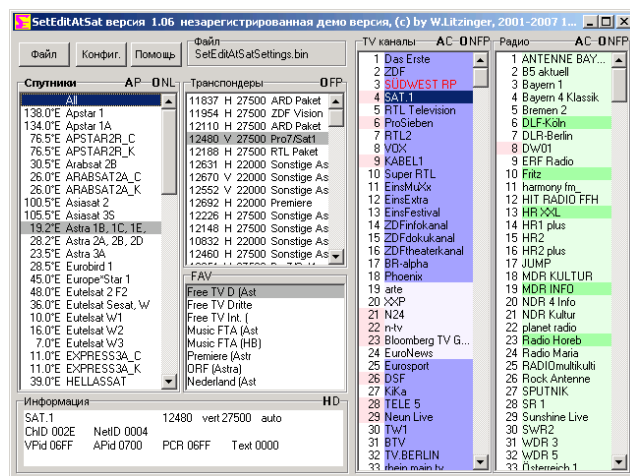 SetEditAtSat версия 1.06 незарегистрированная демо версия, (c) by W.Litzinger, 2001-2007 1...
Файл
Конфиг.
Помощь
Файл
SetEditAtSatSettings.bin
Спутники AP ONL
All
138.0°E Apstar 1
134.0°E Apstar 1A
76.5°E APSTAR2R_C
76.5°E APSTAR2R_K
30.5°E Arabsat 2B
26.0°E ARABSAT2A_C
26.0°E ARABSAT2A_K
100.5°E Asiasat 2
105.5°E Asiasat 3S
19.2°E Astra 1B, 1C, 1E,
28.2°E Astra 2A, 2B, 2D
23.5°E Astra 3A
28.5°E Eurobird 1
45.0°E Europe*Star 1
48.0°E Eutelsat 2 F2
36.0°E Eutelsat Sesat, W
10.0°E Eutelsat W1
16.0°E Eutelsat W2
7.0°E Eutelsat W3
11.0°E EXPRESS3A_C
11.0°E EXPRESS3A_K
39.0°E HELLASSAT
Транспондеры OFP
11837 H 27500 ARD Paket
11954 H 27500 ZDF Vision
12110 H 27500 ARD Paket
12480 V 27500 Pro7/Sat1
12188 H 27500 RTL Paket
12631 H 22000 Sonstige As
12670 V 22000 Sonstige As
12552 V 22000 Sonstige As
12692 H 22000 Premiere
12226 H 27500 Sonstige As
12148 H 27500 Sonstige As
10832 H 22000 Sonstige As
12460 H 27500 Sonstige As
FAV
Free TV D (Ast
Free TV Dritte
Free TV Int. (
Music FTA (Ast
Music FTA (HB)
Premiere (Astr
ORF (Astra)
Nederland (Ast
TV каналы AC ONFP
1 Das Erste
2 ZDF
3 SÜDWEST RP
4 SAT.1
5 RTL Television
6 ProSieben
7 RTL2
8 VOX
9 KABEL1
10 Super RTL
11 EinsMuXx
12 EinsExtra
13 EinsFestival
14 ZDFinfokanal
15 ZDFdokukanal
16 ZDFtheaterkanal
17 BR-alpha
18 Phoenix
19 arte
20 XXP
21 N24
22 n-tv
23 Bloomberg TV G...
24 EuroNews
25 Eurosport
26 DSF
27 KiKa
28 TELE 5
29 Neun Live
30 TW1
31 BTV
32 TV.BERLIN
33 rhein main tv
Радио AC ONFP
1 ANTENNE BAY...
2 B5 aktuell
3 Bayern 1
4 Bayern 4 Klassik
5 Bremen 2
6 DLF-Köln
7 DLR-Berlin
8 DW01
9 ERF Radio
10 Fritz
11 harmony fm_
12 HIT RADIO FFH
13 HR XXL
14 HR1 plus
15 HR2
16 HR2 plus
17 JUMP
18 MDR KULTUR
19 MDR INFO
20 NDR 4 Info
21 NDR Kultur
22 planet radio
23 Radio Horeb
24 Radio Maria
25 RADIOmultikulti
26 Rock Antenne
27 SPUTNIK
28 SR 1
29 Sunshine Live
30 SWR2
31 WDR 3
32 WDR 5
33 Österreich 1
Информация HD
SAT.1 12480 vert 27500 auto
ChID 002E NetID 0004
VPid 06FF APid 0700 PCR 06FF Text 0000